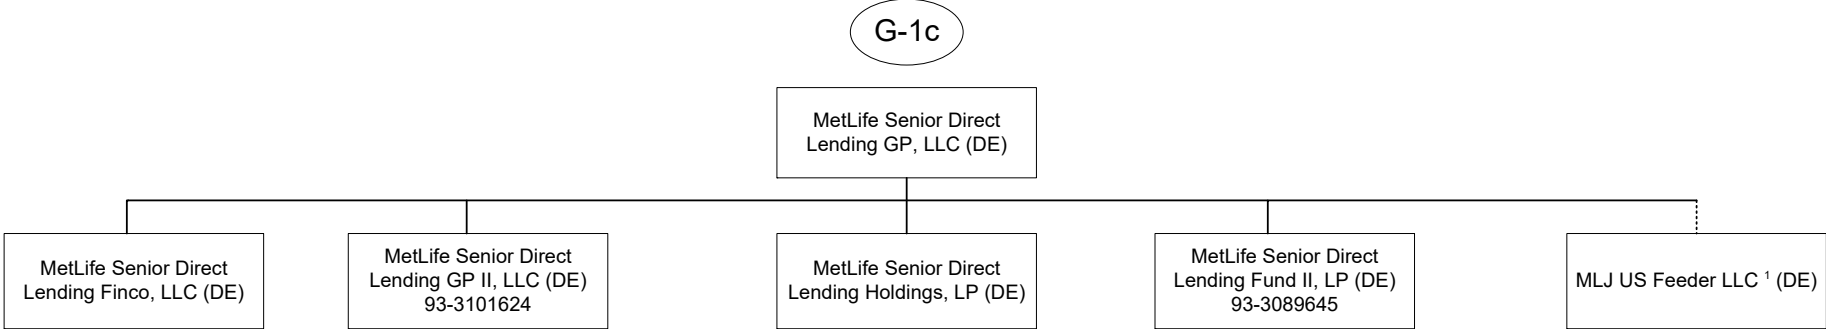 G-1c
MetLife Senior Direct
Lending GP, LLC (DE)
MetLife Senior Direct
Lending Finco, LLC (DE)
MetLife Senior Direct
Lending GP II, LLC (DE)
93-3101624
MetLife Senior Direct
Lending Holdings, LP (DE)
MetLife Senior Direct
Lending Fund II, LP (DE)
93-3089645
MLJ US Feeder LLC ¹ (DE)